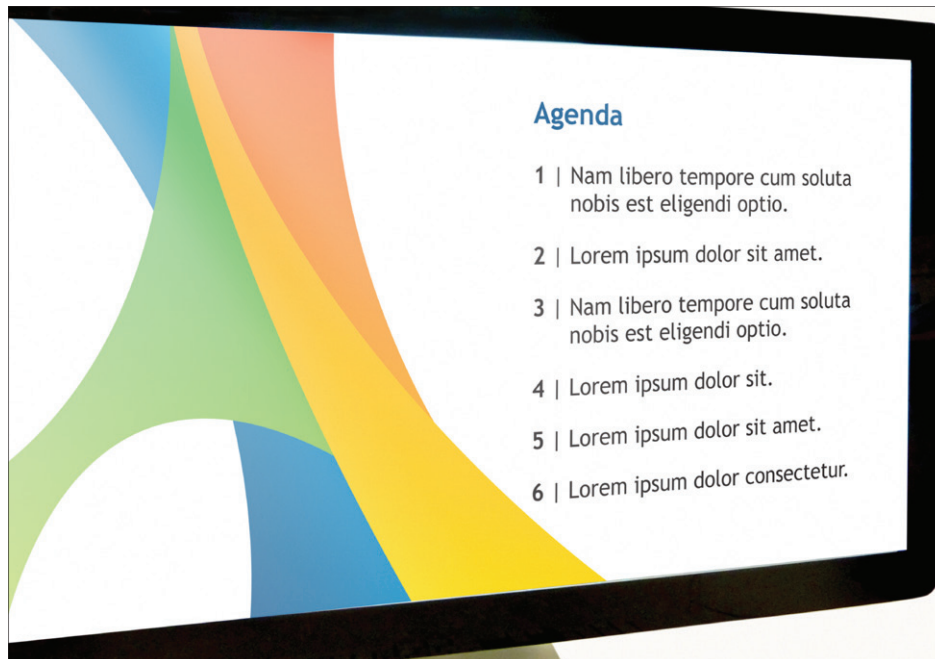 Agenda
1 | Nam libero tempore cum soluta
nobis est eligendi optio.
2 | Lorem ipsum dolor sit amet.
3 | Nam libero tempore cum soluta
nobis est eligendi optio.
4 | Lorem ipsum dolor sit.
5 | Lorem ipsum dolor sit amet.
6 | Lorem ipsum dolor consectetur.